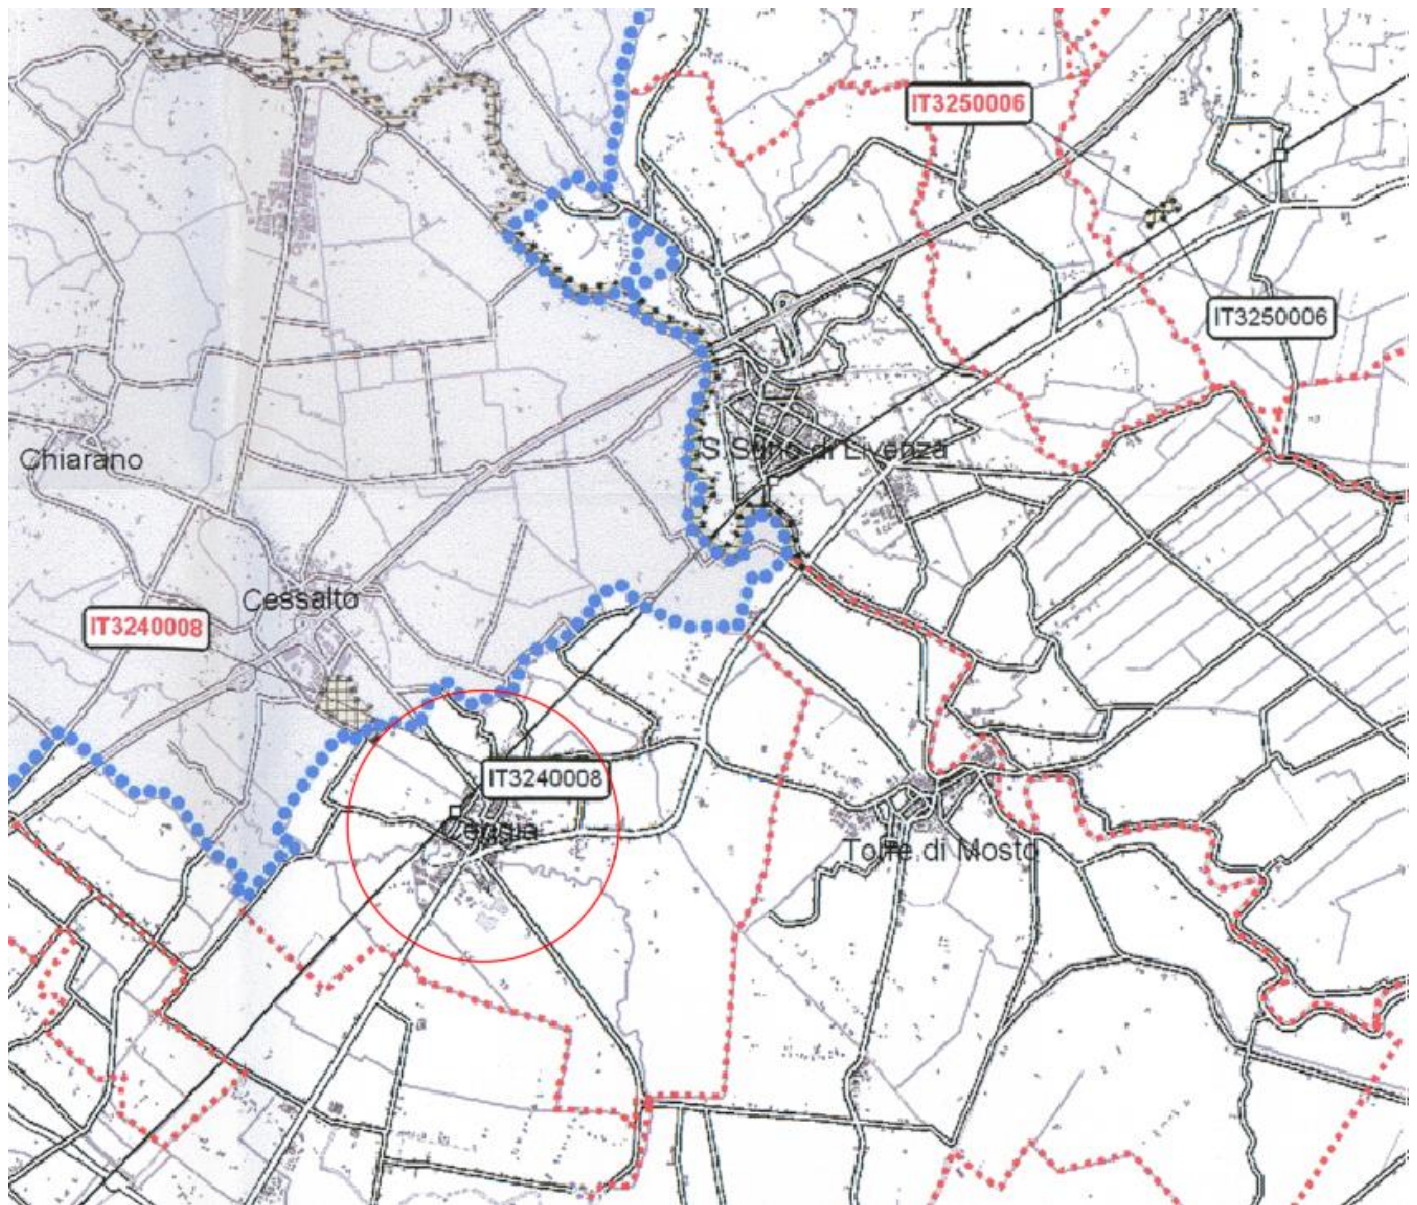 IT3250006
IT3250006
S. Stino di Livenza
Chiarano
Cessalto
IT3240008
IT3240008
Ceggia
Torre di Mosto